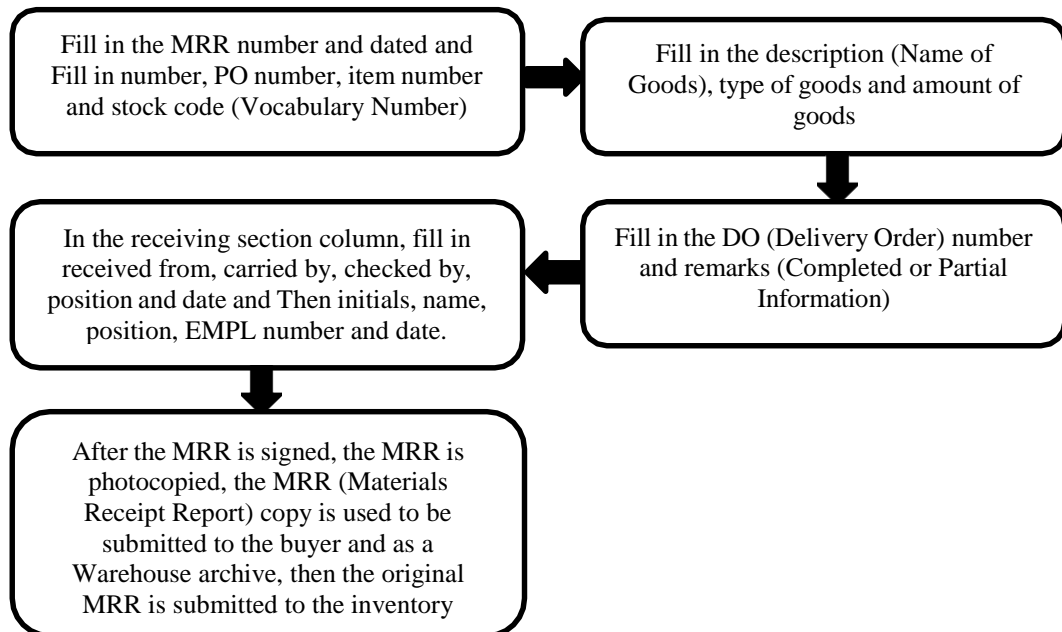 Fill in the MRR number and dated and
Fill in number, PO number, item number
and stock code (Vocabulary Number)
Fill in the description (Name of
Goods), type of goods and amount of
goods
Fill in the DO (Delivery Order) number
and remarks (Completed or Partial
Information)
In the receiving section column, fill in
received from, carried by, checked by,
position and date and Then initials, name,
position, EMPL number and date.
After the MRR is signed, the MRR is
photocopied, the MRR (Materials
Receipt Report) copy is used to be
submitted to the buyer and as a
Warehouse archive, then the original
MRR is submitted to the inventory